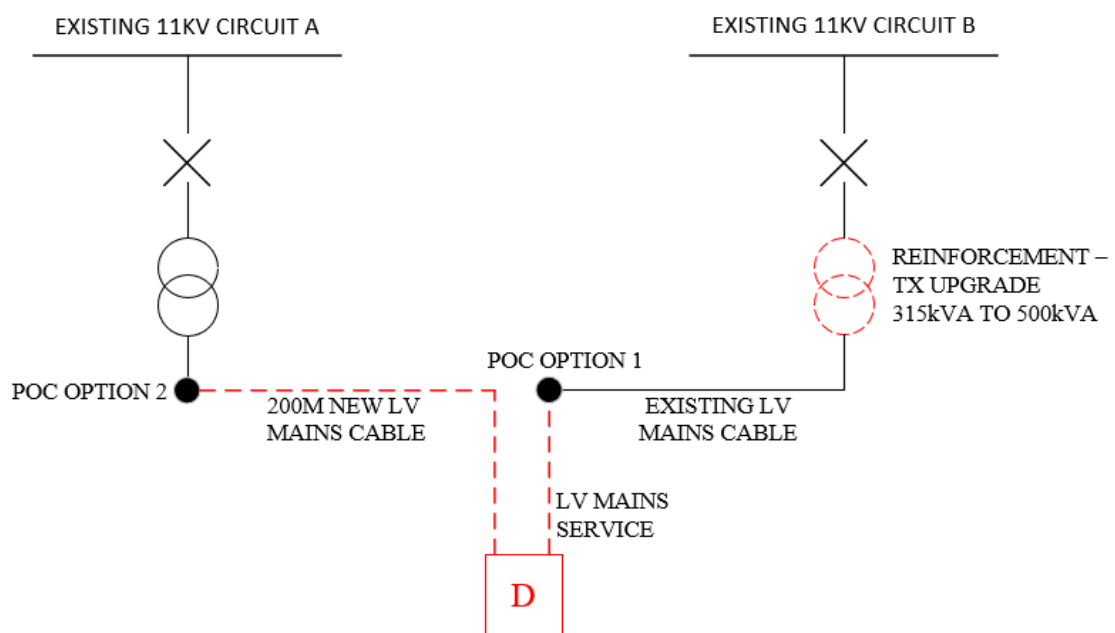 EXISTING 11KV CIRCUIT A
EXISTING 11KV CIRCUIT B
REINFORCEMENT –
TX UPGRADE
315kVA TO 500kVA
POC OPTION 1
POC OPTION 2
200M NEW LV
MAINS CABLE
EXISTING LV
MAINS CABLE
LV MAINS
SERVICE
D